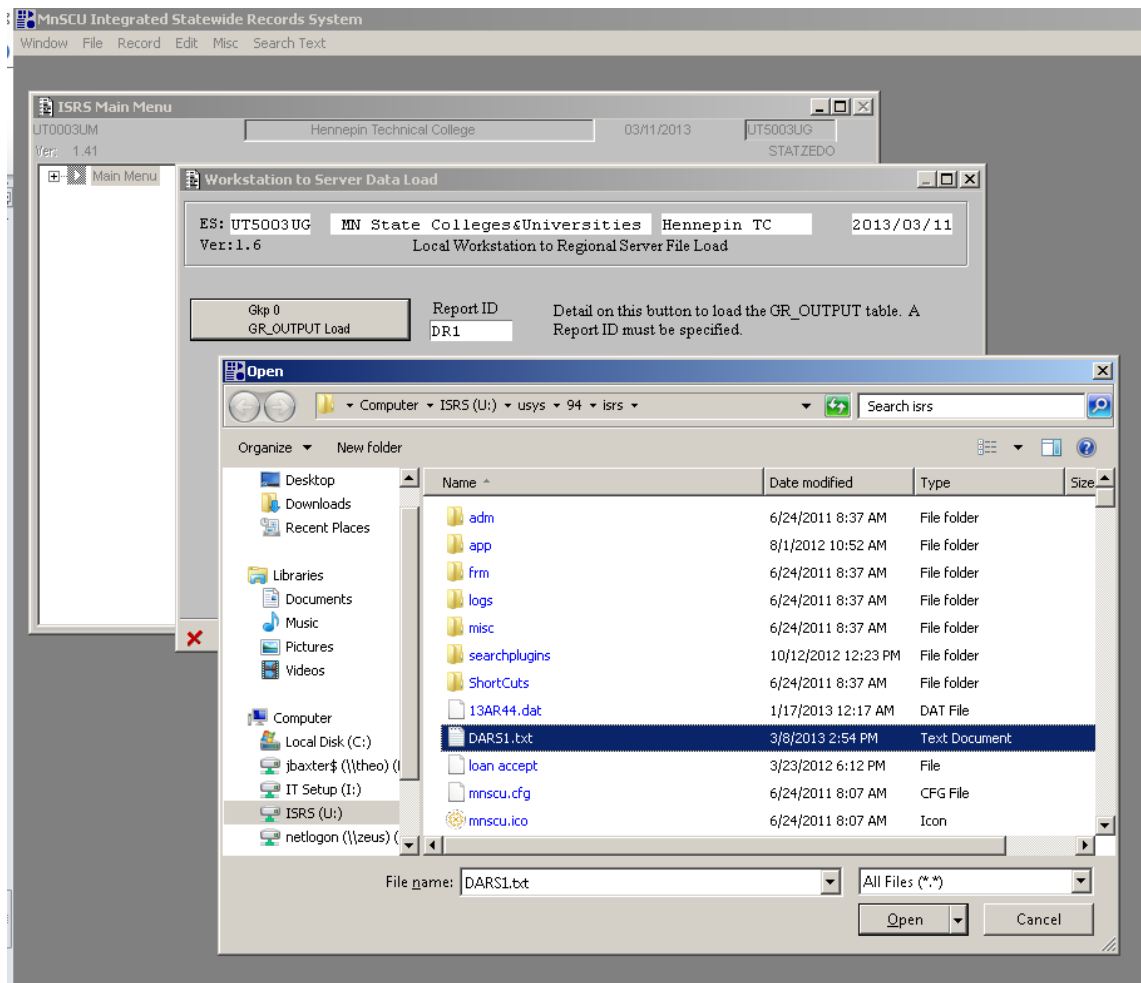 MnSCU Integrated Statewide Records System
Window File Record Edit Misc Search Text
ISRS Main Menu
UT0003UM Hennepin Technical College 03/11/2013 UT5003UG
Ver: 1.41 STATZEDO
Main Menu
Workstation to Server Data Load
ES: UT5003UG MN State Colleges&Universities Hennepin TC 2013/03/11
Ver:1.6 Local Workstation to Regional Server File Load
Gkp 0
GR_OUTPUT Load
Report ID
DR1
Detail on this button to load the GR_OUTPUT table. A
Report ID must be specified.
Open
Computer ISRS (U:) usys 94 isrs Search isrs
Organize New folder
Desktop
Downloads
Recent Places
Libraries
Documents
Music
Pictures
Videos
Computer
Local Disk (C:)
jbaxter$ (\\theo) (
IT Setup (I:)
ISRS (U:)
netlogon (\\zeus) (
Name Date modified Type Size
adm 6/24/2011 8:37 AM File folder
app 8/1/2012 10:52 AM File folder
frm 6/24/2011 8:37 AM File folder
logs 6/24/2011 8:37 AM File folder
misc 6/24/2011 8:37 AM File folder
searchplugins 10/12/2012 12:23 PM File folder
ShortCuts 6/24/2011 8:37 AM File folder
13AR44.dat 1/17/2013 12:17 AM DAT File
DARS1.txt 3/8/2013 2:54 PM Text Document
loan accept 3/23/2012 6:12 PM File
mnscu.cfg 6/24/2011 8:07 AM CFG File
mnscu.ico 6/24/2011 8:07 AM Icon
File name: DARS1.txt All Files (*.*)
Open Cancel